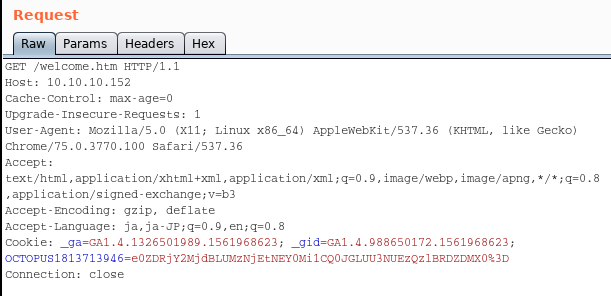 Request
Raw Params Headers Hex
GET /welcome.htm HTTP/1.1
Host: 10.10.10.152
Cache-Control: max-age=0
Upgrade-Insecure-Requests: 1
User-Agent: Mozilla/5.0 (X11; Linux x86_64) AppleWebKit/537.36 (KHTML, like Gecko)
Chrome/75.0.3770.100 Safari/537.36
Accept:
text/html,application/xhtml+xml,application/xml;q=0.9,image/webp,image/apng,*/*;q=0.8
,application/signed-exchange;v=b3
Accept-Encoding: gzip, deflate
Accept-Language: ja,ja-JP;q=0.9,en;q=0.8
Cookie: _ga=GA1.4.1326501989.1561968623; _gid=GA1.4.988650172.1561968623;
OCTOPUS1813713946=e0ZDRjY2MjdBLUMzNjEtNEY0Mi1CQ0JGLUU3NUEzQzlBRDZDMX0%3D
Connection: close